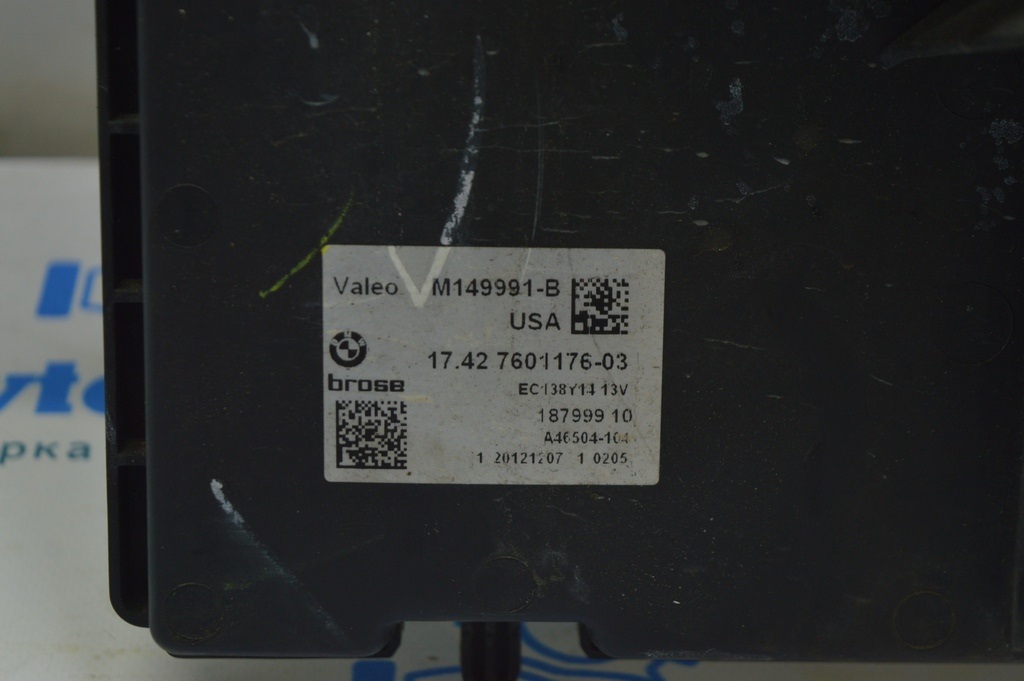 Valeo M149991-B
USA
BMW
17.42 7601176-03
brose
EC138Y14 13V
187999 10
A46504-104
1 20121207 1 0205
рка